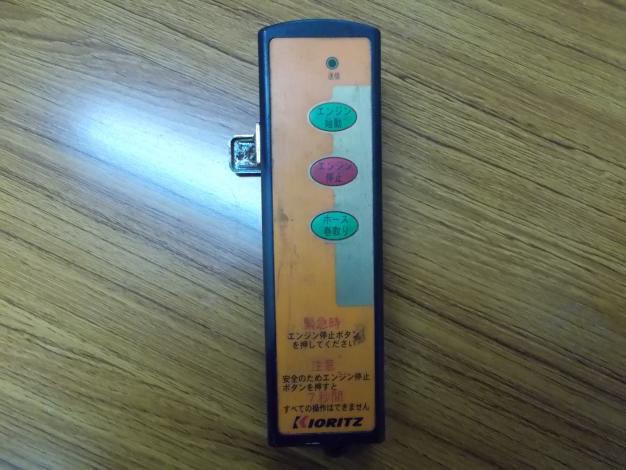 送信
エンジン
始動
エンジン
停止
ホース
巻取り
緊急時
エンジン停止ボタン
を押してください
注意
安全のためエンジン停止
ボタンを押すと
7秒間
すべての操作はできません
KIORITZ